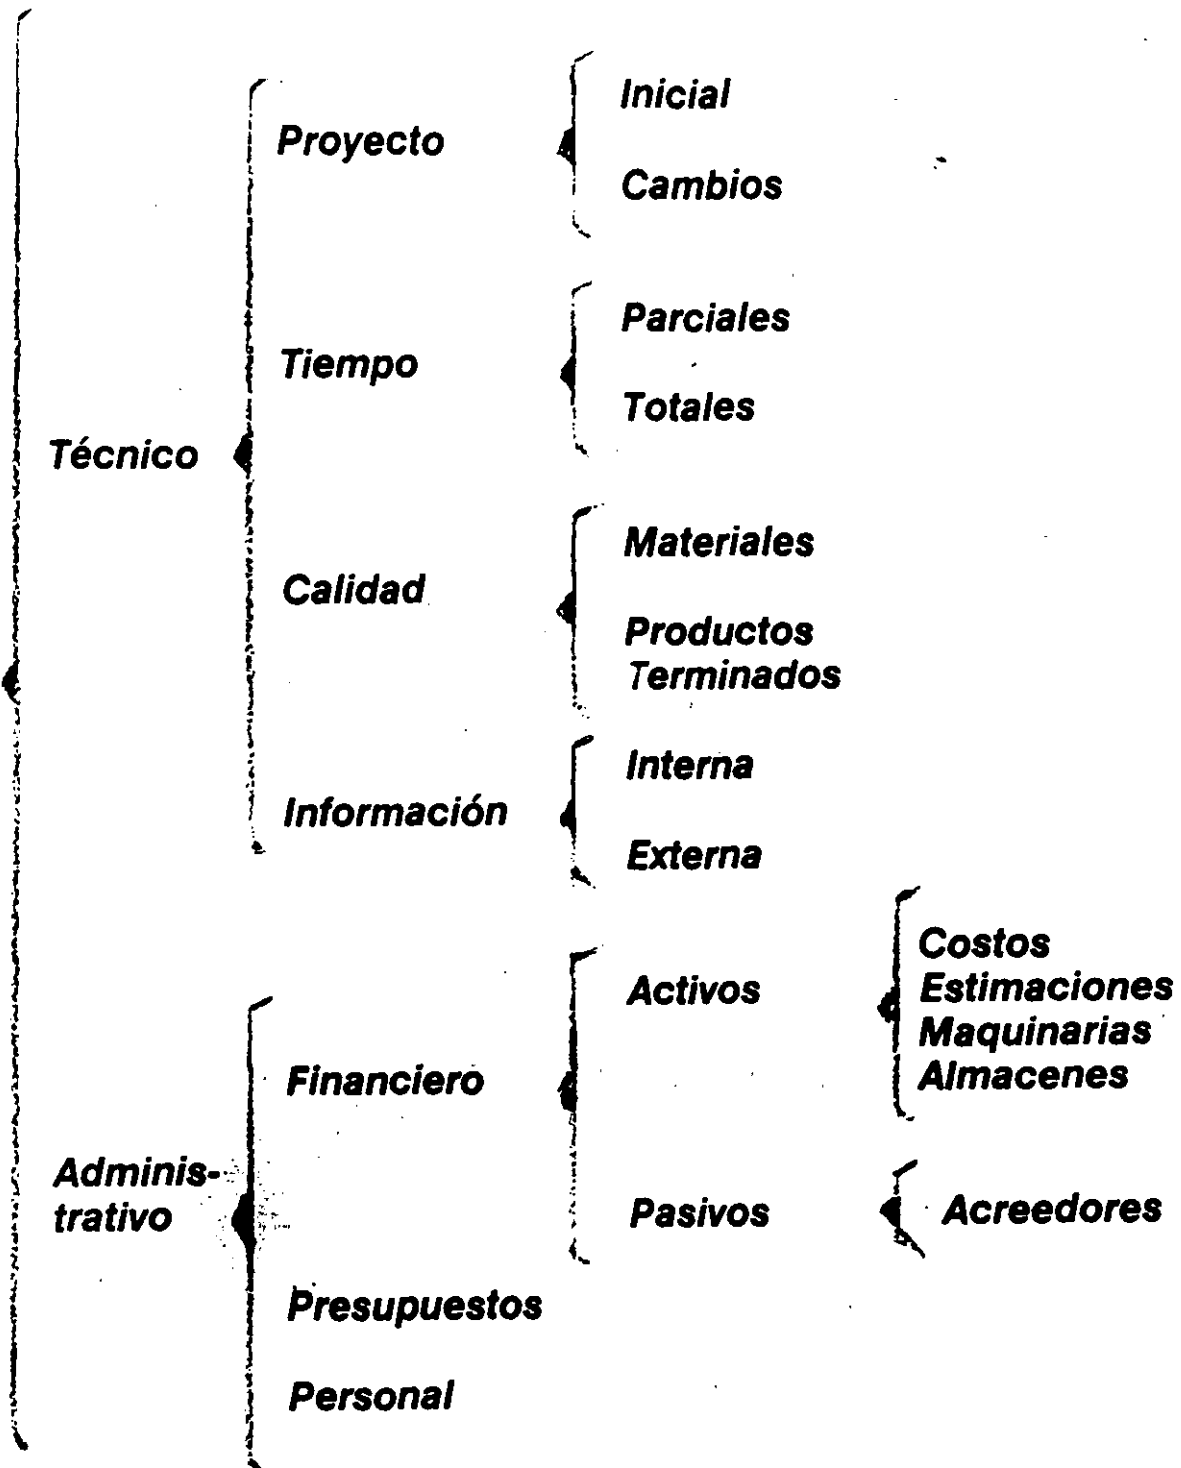 Inicial
Proyecto
Cambios
Parciales
Tiempo
Totales
Técnico
Materiales
Calidad
Productos
Terminados
Interna
Información
Externa
Costos
Activos
Estimaciones
Maquinarias
Financiero
Almacenes
Adminis-
trativo
Pasivos
Acreedores
Presupuestos
Personal